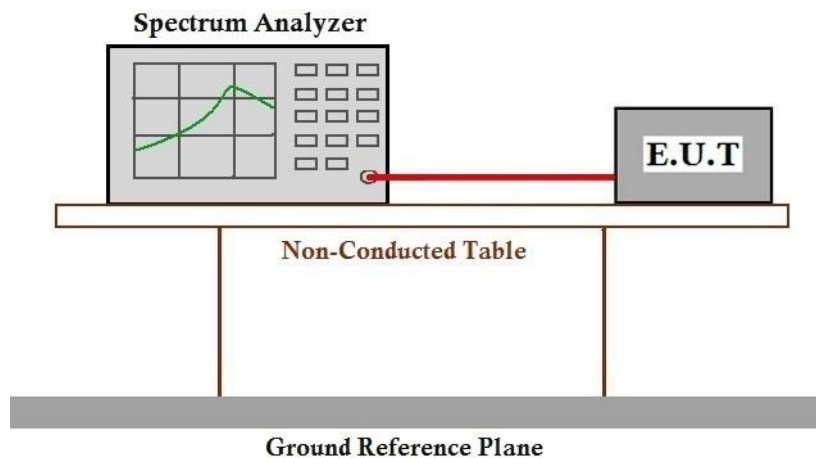 Spectrum Analyzer
E.U.T
Non-Conducted Table
Ground Reference Plane